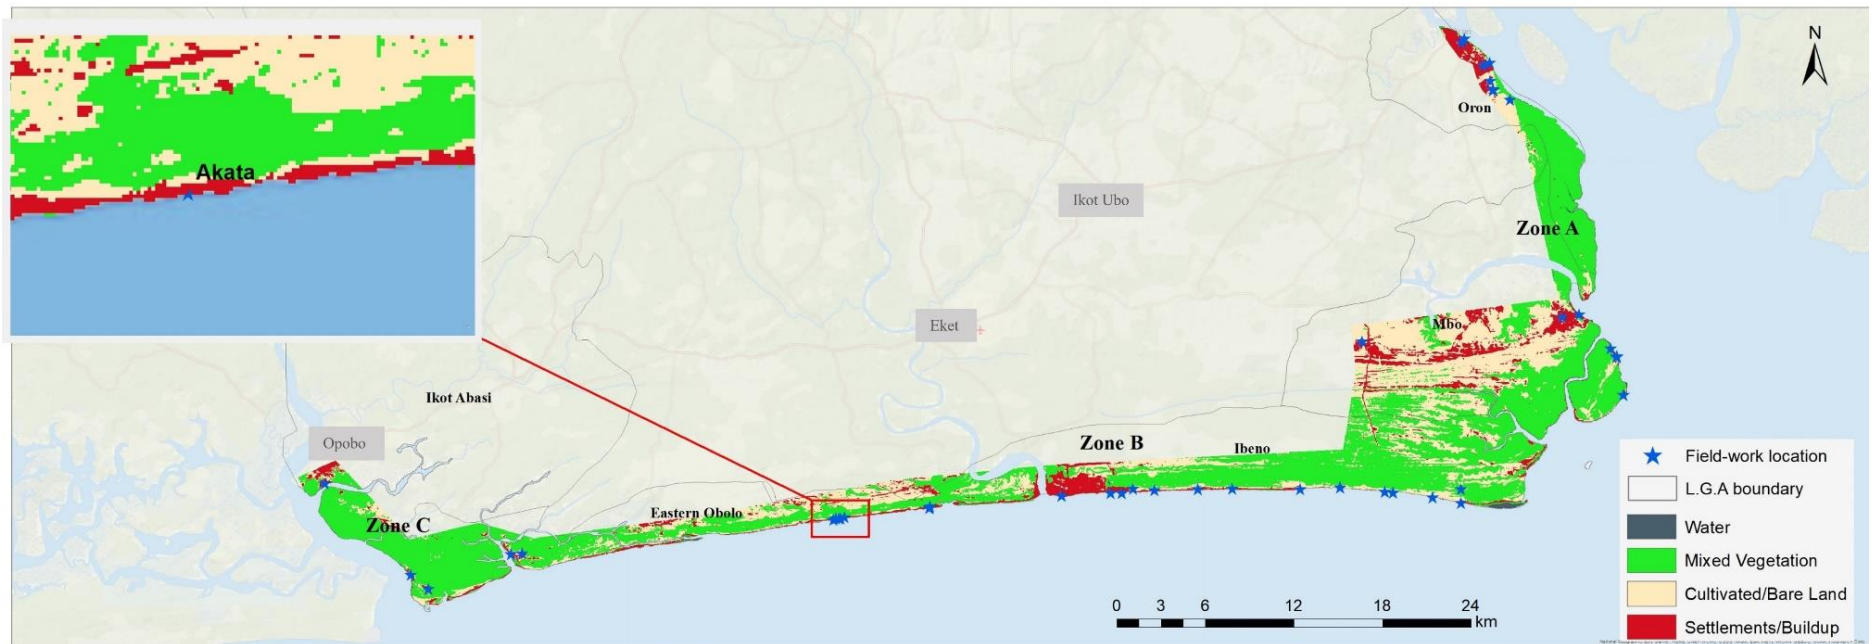 N
Akata
Oron
Ikot Ubo
Zone A
Eket
Mbo
Ikot Abasi
Opobo
Zone B
Ibeno
Eastern Obolo
Zone C
Field-work location
L.G.A boundary
Water
Mixed Vegetation
Cultivated/Bare Land
Settlements/Buildup
0 3 6 12 18 24
km